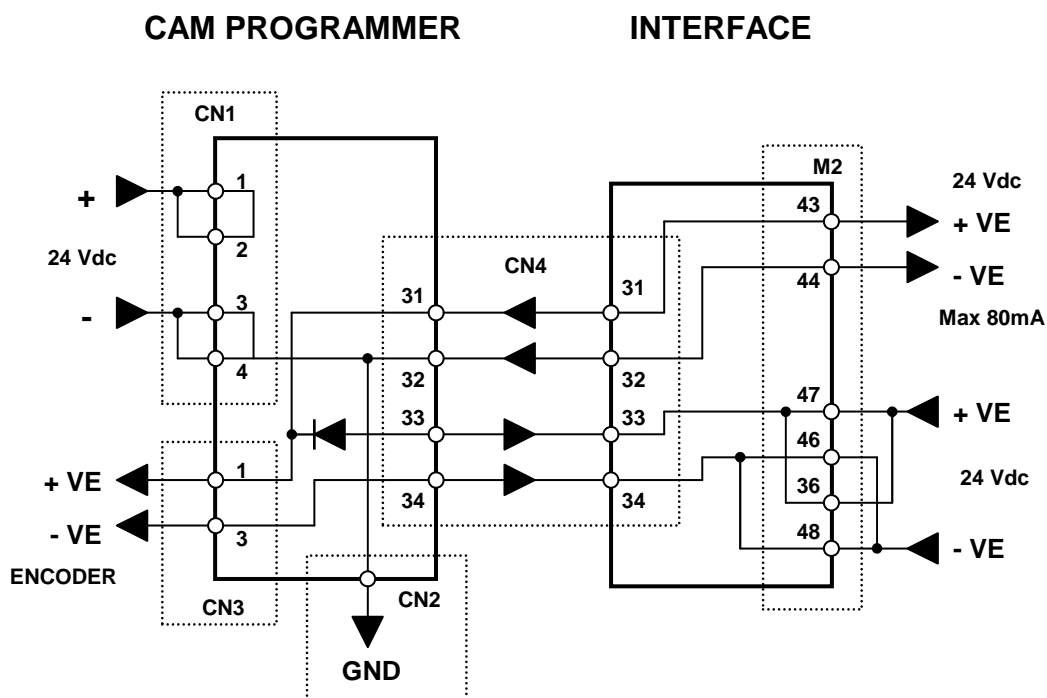 CAM PROGRAMMER
INTERFACE
CN1
+
24 Vdc
-
1
2
3
4
31
32
33
34
CN4
31
32
33
34
M2
43
44
47
46
36
48
24 Vdc
+ VE
- VE
Max 80mA
+ VE
24 Vdc
- VE
+ VE
- VE
ENCODER
1
3
CN3
CN2
GND